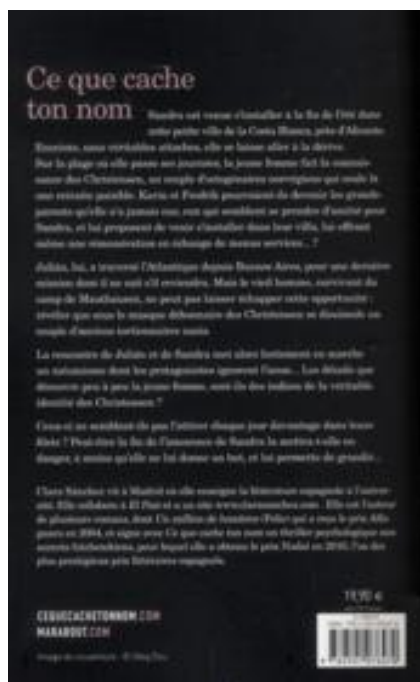 Ce que cache
ton nom
Sandra est venue s'installer à la fin de l'été dans
cette petite ville de la Costa Blanca, près d'Alicante.
Enceinte, sans véritables attaches, elle se laisse aller à la dérive.
Sur la plage où elle passe ses journées, la jeune femme fait la connais-
sance des Christensen, un couple d'octogénaires norvégiens qui coule là
une retraite paisible. Karin et Fredrik pourraient devenir les grands-
parents qu'elle n'a jamais eus, eux qui semblent se prendre d'amitié pour
Sandra, et lui proposent de venir s'installer dans leur villa, lui offrant
même une rémunération en échange de menus services... ?
Julián, lui, a traversé l'Atlantique depuis Buenos Aires, pour une dernière
mission dont il ne sait s'il reviendra. Mais le vieil homme, survivant du
camp de Mauthausen, ne peut pas laisser échapper cette opportunité :
révéler que sous le masque débonnaire des Christensen se dissimule un
couple d'anciens tortionnaires nazis.
La rencontre de Julián et de Sandra met alors lentement en marche
un mécanisme dont les protagonistes ignorent l'issue... Les détails que
découvre peu à peu la jeune femme, sont-ils des indices de la véritable
identité des Christensen ?
Ceux-ci ne semblent-ils pas l'attirer chaque jour davantage dans leurs
filets ? Peut-être la fin de l'innocence de Sandra la mettra-t-elle en
danger, à moins qu'elle ne lui donne un but, et lui permette de grandir...
Clara Sánchez vit à Madrid où elle enseigne la littérature espagnole à l'univer-
sité. Elle collabore à El País et a un site www.clarasanchez.com. Elle est l'auteur
de plusieurs romans, dont Un million de lumières qui a reçu le prix Alfa-
guara en 2000, et signe avec Ce que cache ton nom un thriller psychologique aux
accents hitchcockiens, pour lequel elle a obtenu le prix Nadal en 2010, l'un des
plus prestigieux prix littéraires espagnols.
19,90 €
CEQUECACHETONNOM.COM
MARABOUT.COM